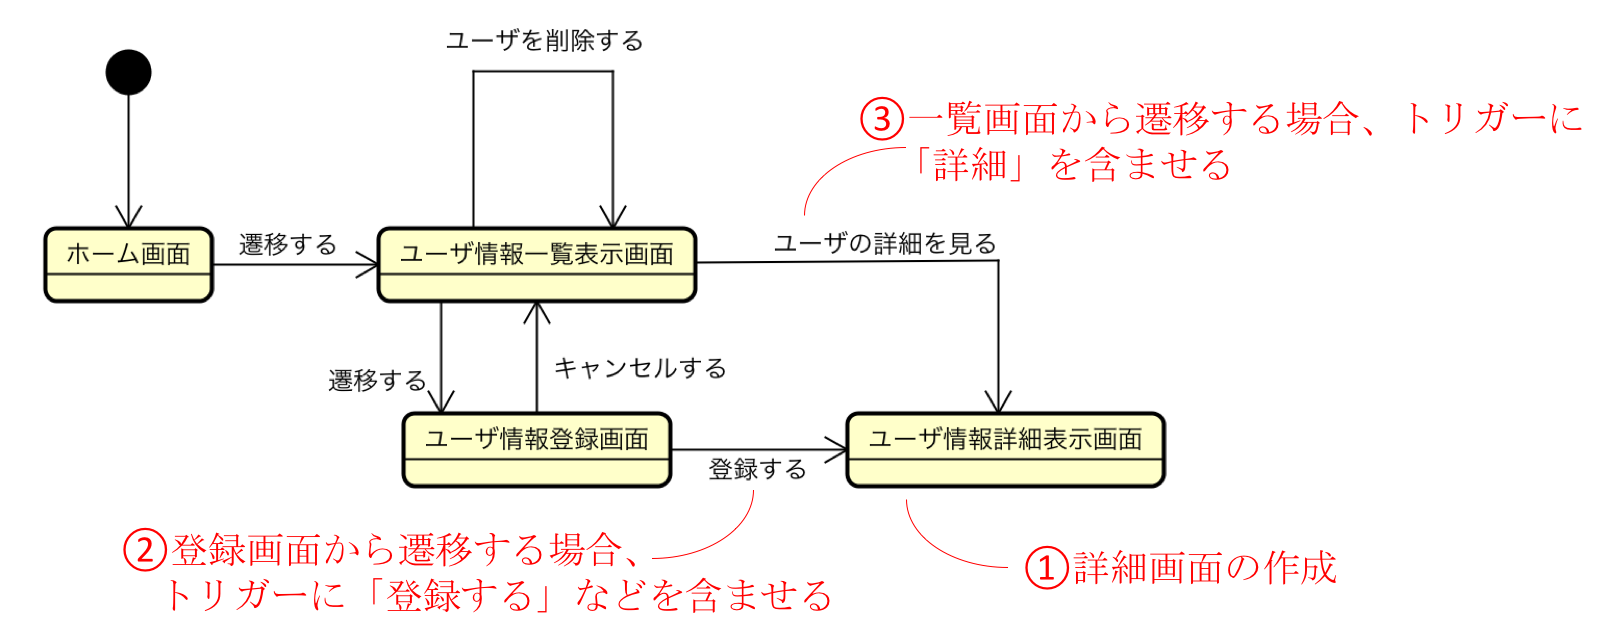 ユーザを削除する
③一覧画面から遷移する場合、トリガーに
「詳細」を含ませる
ホーム画面
遷移する
ユーザ情報一覧表示画面
ユーザの詳細を見る
遷移する
キャンセルする
ユーザ情報登録画面
登録する
ユーザ情報詳細表示画面
②登録画面から遷移する場合、
トリガーに「登録する」などを含ませる
①詳細画面の作成